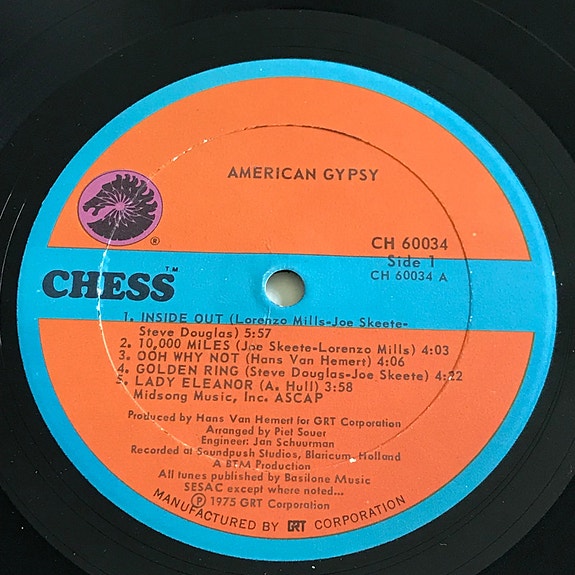 AMERICAN GYPSY
®
CH 60034
Side 1
CH 60034 A
CHESS™
1. INSIDE OUT (Lorenzo Mills-Joe Skeete-
Steve Douglas) 5:57
2. 10,000 MILES (Joe Skeete-Lorenzo Mills) 4:03
3. OOH WHY NOT (Hans Van Hemert) 4:06
4. GOLDEN RING (Steve Douglas-Joe Skeete) 4:22
5. LADY ELEANOR (A. Hull) 3:58
Midsong Music, Inc. ASCAP
Produced by Hans Van Hemert for GRT Corporation
Arranged by Piet Souer
Engineer: Jan Schuurman
Recorded at Soundpush Studios, Blaricum, Holland
A BTM Production
All tunes published by Basilone Music
SESAC except where noted...
Ⓟ 1975 GRT Corporation
MANUFACTURED BY GRT CORPORATION